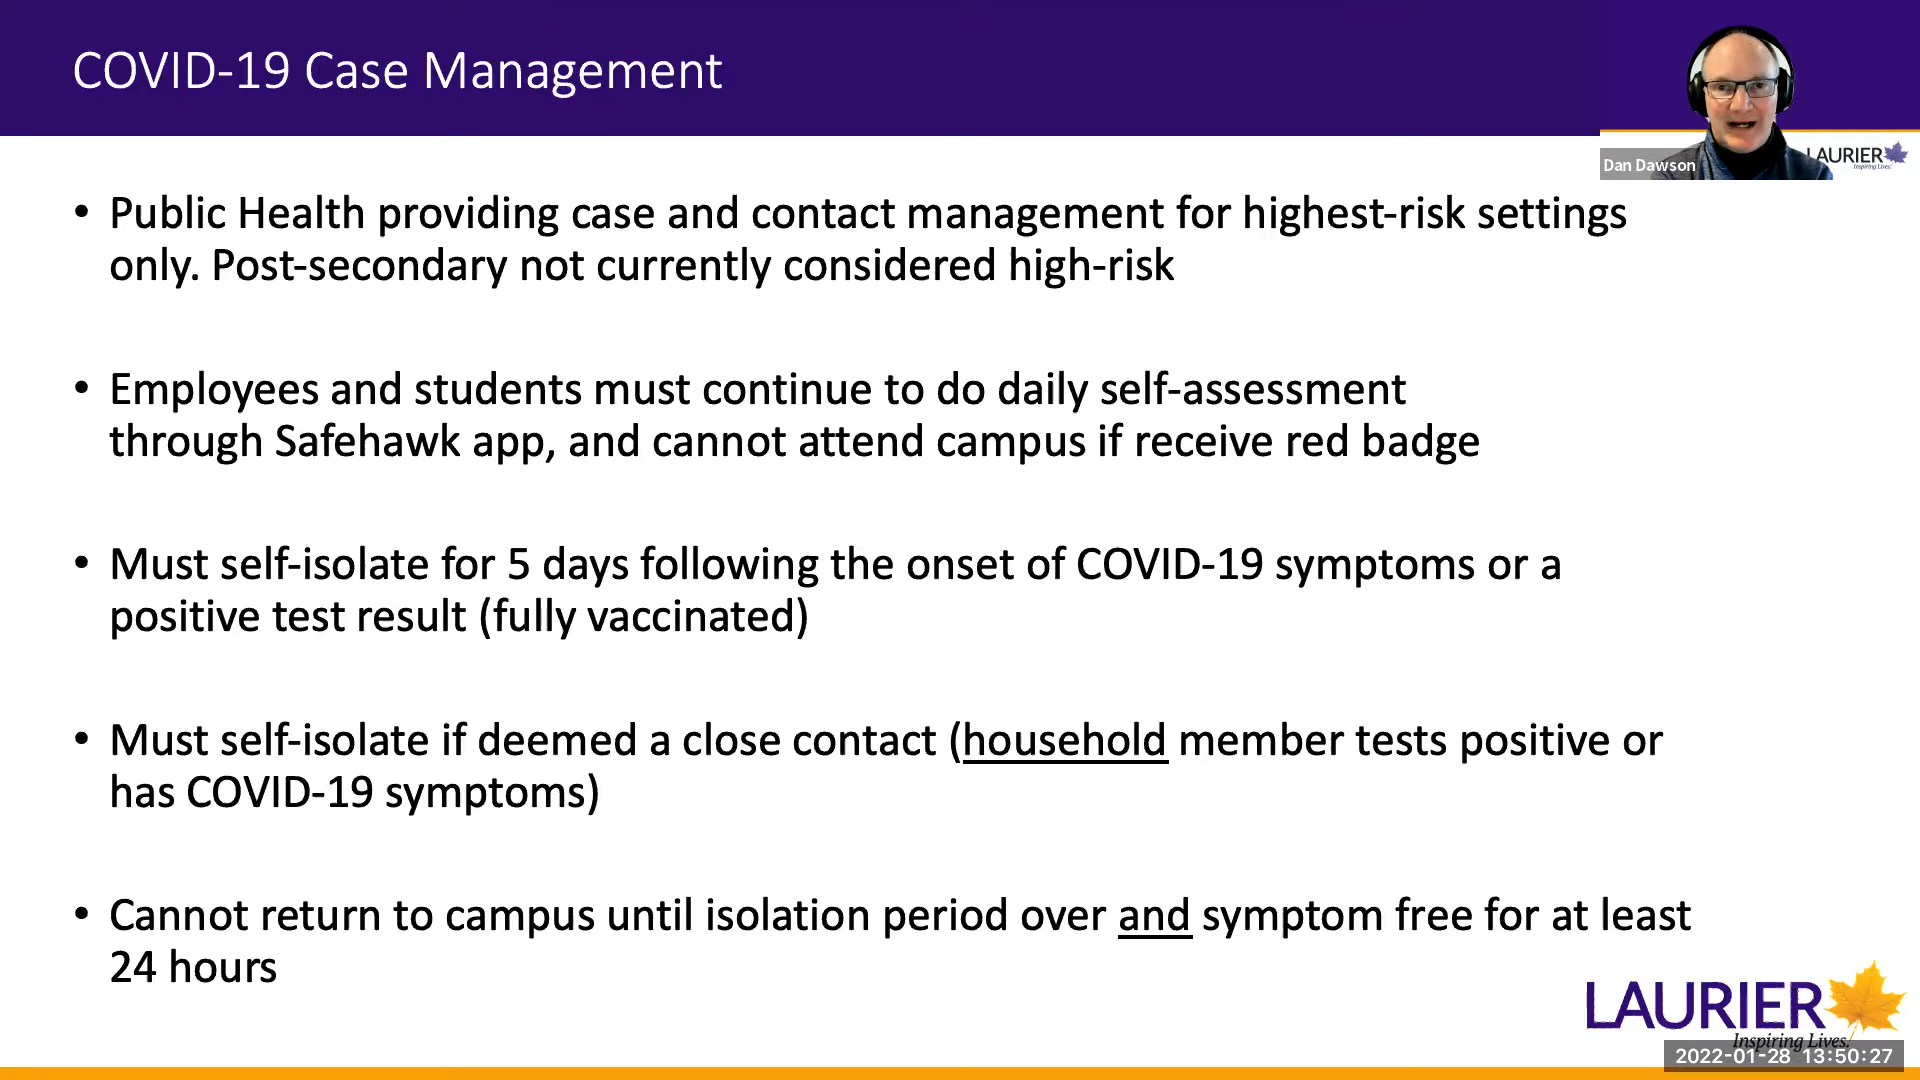 COVID-19 Case Management
Dan Dawson
LAURIER
Inspiring Lives.
• Public Health providing case and contact management for highest-risk settings
only. Post-secondary not currently considered high-risk
• Employees and students must continue to do daily self-assessment
through Safehawk app, and cannot attend campus if receive red badge
• Must self-isolate for 5 days following the onset of COVID-19 symptoms or a
positive test result (fully vaccinated)
• Must self-isolate if deemed a close contact (household member tests positive or
has COVID-19 symptoms)
• Cannot return to campus until isolation period over and symptom free for at least
24 hours
LAURIER
Inspiring Lives.
2022-01-28 13:50:27